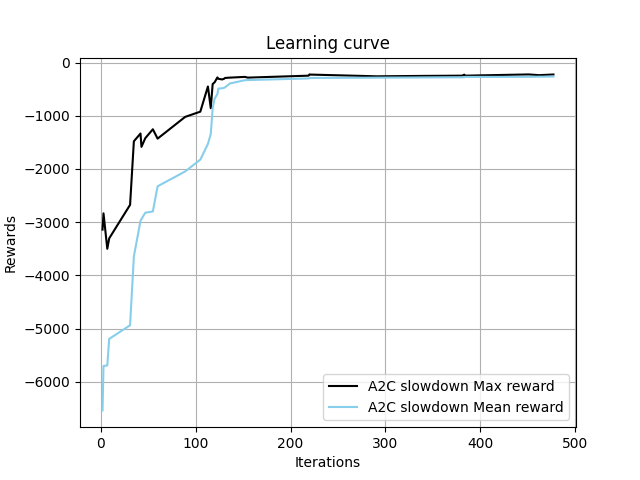 Learning curve
Rewards
0
−1000
−2000
−3000
−4000
−5000
−6000
A2C slowdown Max reward
A2C slowdown Mean reward
0 100 200 300 400 500
Iterations